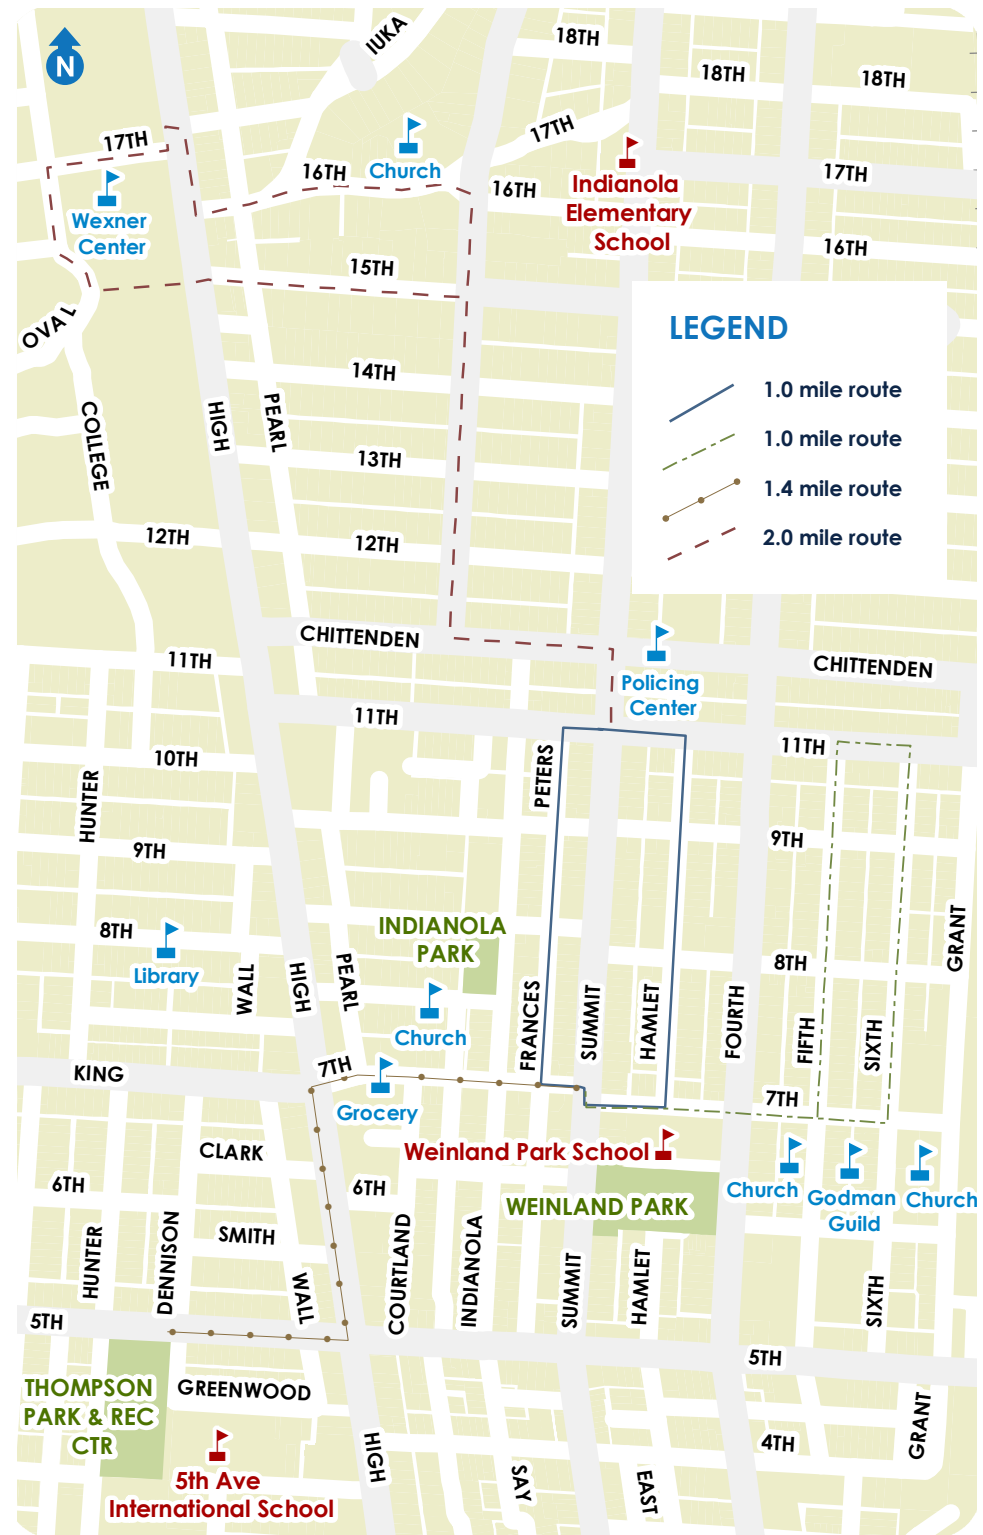 IUKA
18TH
18TH
18TH
N
17TH
17TH
Church
16TH
16TH
Indianola
Elementary
School
17TH
Wexner
Center
16TH
15TH
OVAL
LEGEND
1.0 mile route
1.0 mile route
1.4 mile route
2.0 mile route
14TH
COLLEGE
HIGH
PEARL
13TH
12TH
12TH
CHITTENDEN
CHITTENDEN
11TH
Policing
Center
11TH
11TH
10TH
PETERS
HUNTER
9TH
9TH
8TH
Library
INDIANOLA
PARK
GRANT
8TH
WALL
HIGH
PEARL
Church
FRANCES
SUMMIT
HAMLET
FOURTH
FIFTH
SIXTH
KING
7TH
Grocery
7TH
CLARK
Weinland Park School
6TH
6TH
WEINLAND PARK
Church
Godman
Guild
Church
HUNTER
DENNISON
SMITH
WALL
COURTLAND
INDIANOLA
SUMMIT
HAMLET
SIXTH
5TH
5TH
THOMPSON
PARK & REC
CTR
GREENWOOD
GRANT
HIGH
4TH
5th Ave
International School
SAY
EAST